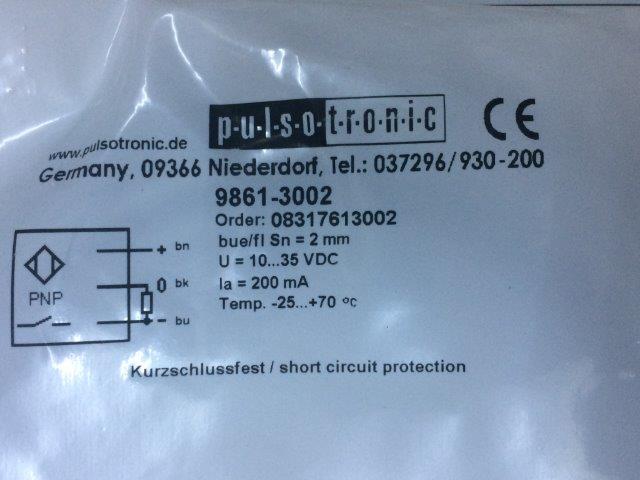 p·u·l·s·o·t·r·o·n·i·c CE
www.pulsotronic.de
Germany, 09366 Niederdorf, Tel.: 037296/930-200
9861-3002
Order: 08317613002
bue/fl Sn = 2 mm
U = 10...35 VDC
Ia = 200 mA
Temp. -25...+70 °C
+ bn
0 bk
PNP
- bu
Kurzschlussfest / short circuit protection